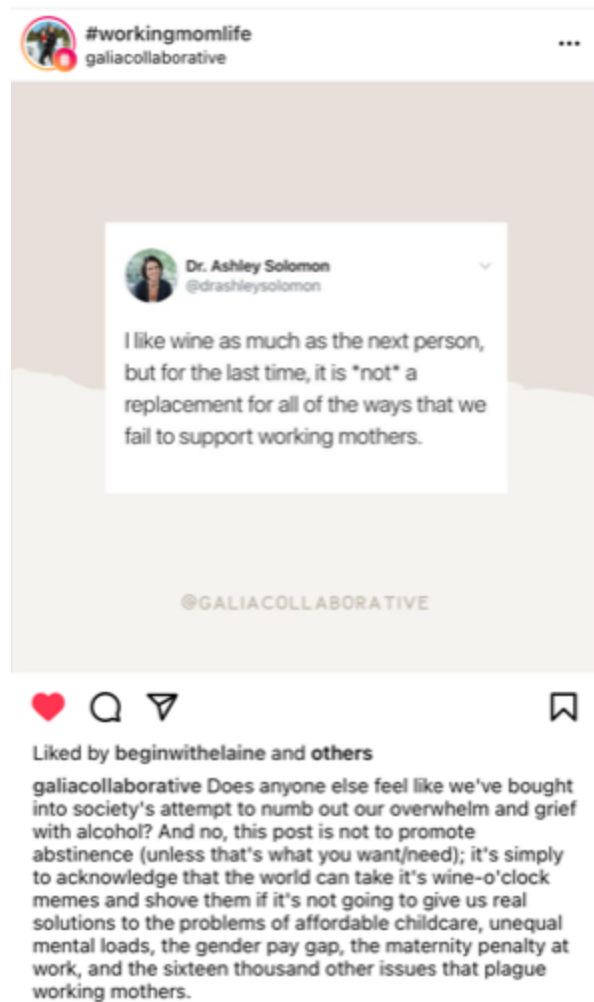 #workingmomlife
galiacollaborative
Dr. Ashley Solomon
@drashleysolomon
I like wine as much as the next person,
but for the last time, it is *not* a
replacement for all of the ways that we
fail to support working mothers.
@GALIACOLLABORATIVE
Liked by beginwithelaine and others
galiacollaborative Does anyone else feel like we've bought
into society's attempt to numb out our overwhelm and grief
with alcohol? And no, this post is not to promote
abstinence (unless that's what you want/need); it's simply
to acknowledge that the world can take it's wine-o'clock
memes and shove them if it's not going to give us real
solutions to the problems of affordable childcare, unequal
mental loads, the gender pay gap, the maternity penalty at
work, and the sixteen thousand other issues that plague
working mothers.